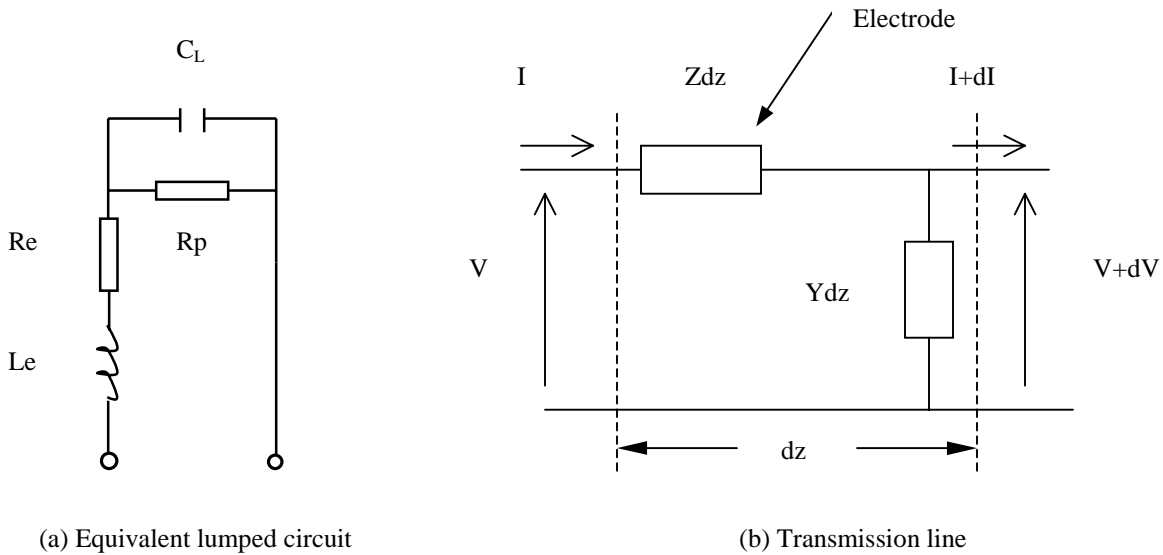 Electrode
C_L
I
Zdz
I+dI
Re
Rp
V
Ydz
V+dV
Le
dz
(a) Equivalent lumped circuit
(b) Transmission line